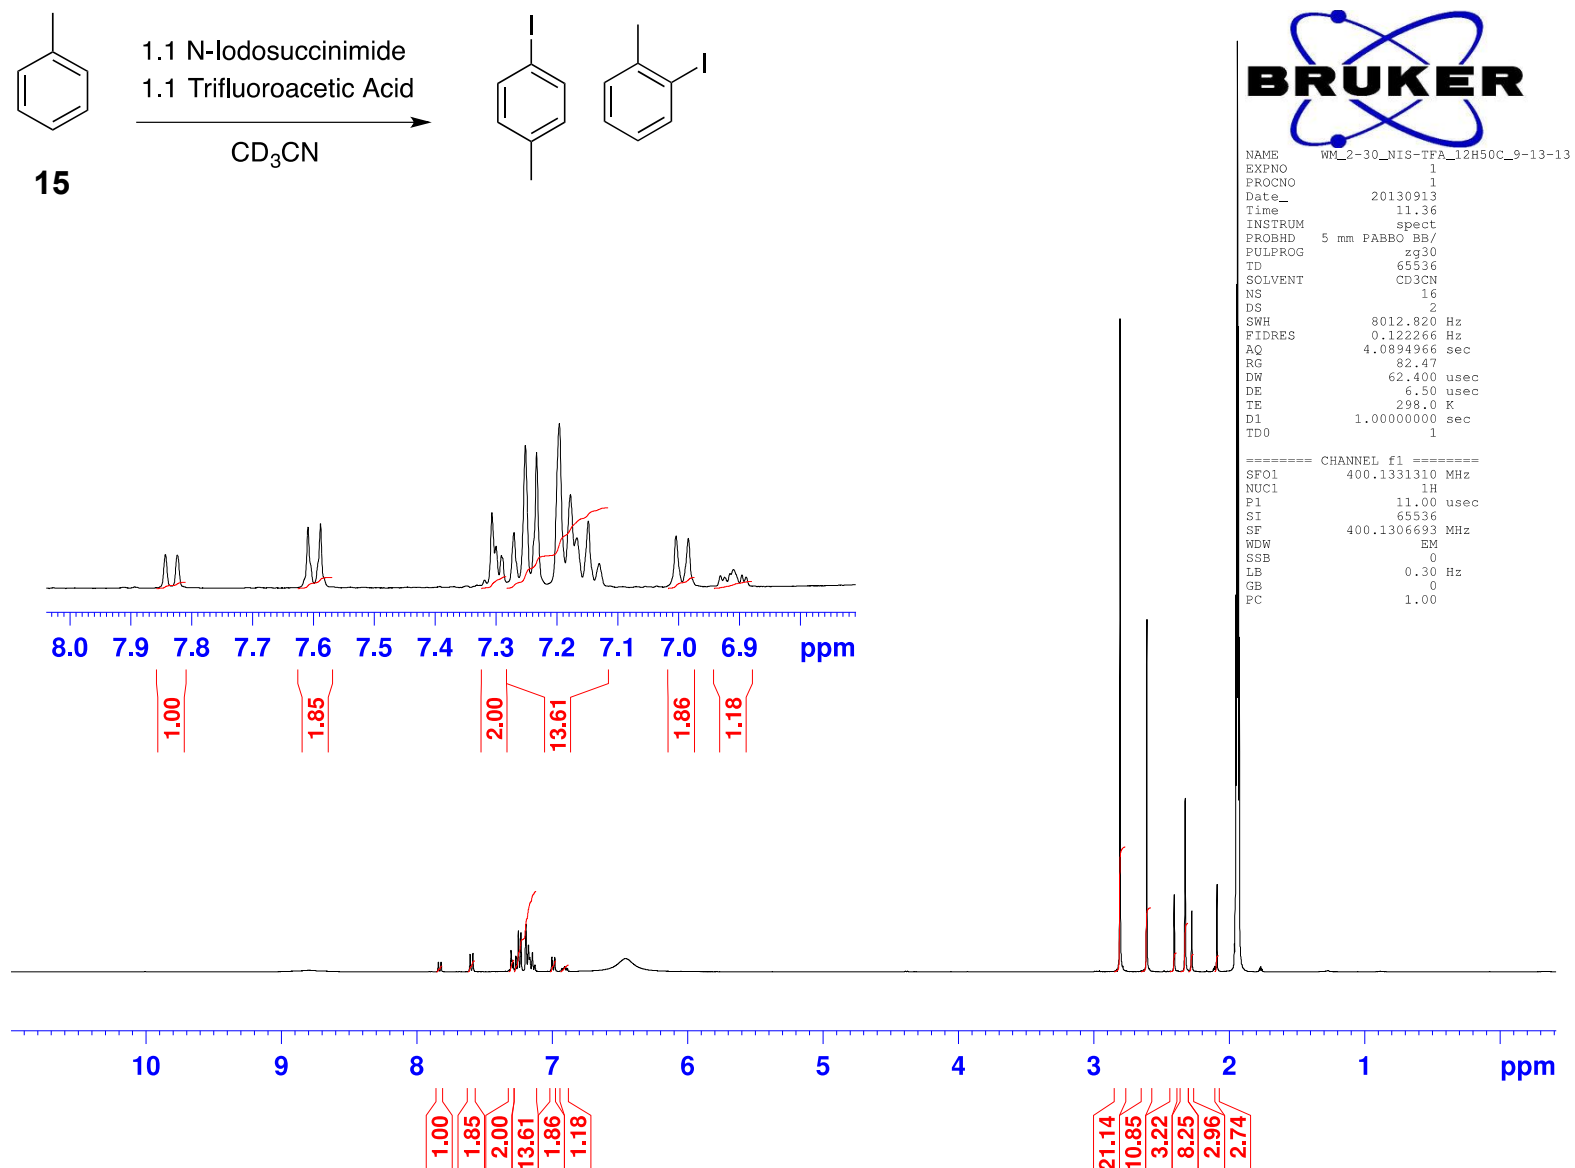 I
I
1.1 N-Iodosuccinimide
1.1 Trifluoroacetic Acid
CD3CN
15
BRUKER
NAME WM_2-30_NIS-TFA_12H50C_9-13-13
EXPNO 1
PROCNO 1
Date_ 20130913
Time 11.36
INSTRUM spect
PROBHD 5 mm PABBO BB/
PULPROG zg30
TD 65536
SOLVENT CD3CN
NS 16
DS 2
SWH 8012.820 Hz
FIDRES 0.122266 Hz
AQ 4.0894966 sec
RG 82.47
DW 62.400 usec
DE 6.50 usec
TE 298.0 K
D1 1.00000000 sec
TD0 1
======== CHANNEL f1 ========
SFO1 400.1331310 MHz
NUC1 1H
P1 11.00 usec
SI 65536
SF 400.1306693 MHz
WDW EM
SSB 0
LB 0.30 Hz
GB 0
PC 1.00
8.0 7.9 7.8 7.7 7.6 7.5 7.4 7.3 7.2 7.1 7.0 6.9 ppm
1.00
1.85
2.00
13.61
1.86
1.18
10 9 8 7 6 5 4 3 2 1 ppm
1.00
1.85
2.00
13.61
1.86
1.18
21.14
10.85
3.22
8.25
2.96
2.74